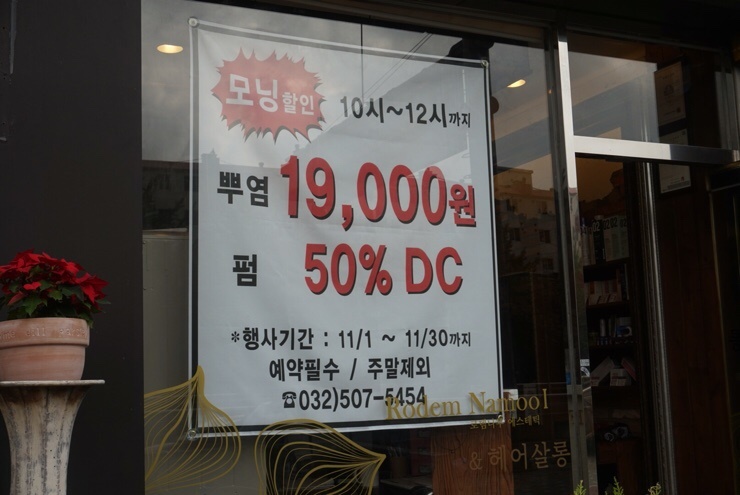 모닝할인 10시~12시까지
뿌염 19,000원
펌 50% DC
*행사기간 : 11/1 ~ 11/30까지
예약필수 / 주말제외
☎032)507-5454
Rodem Namool
& 헤어살롱